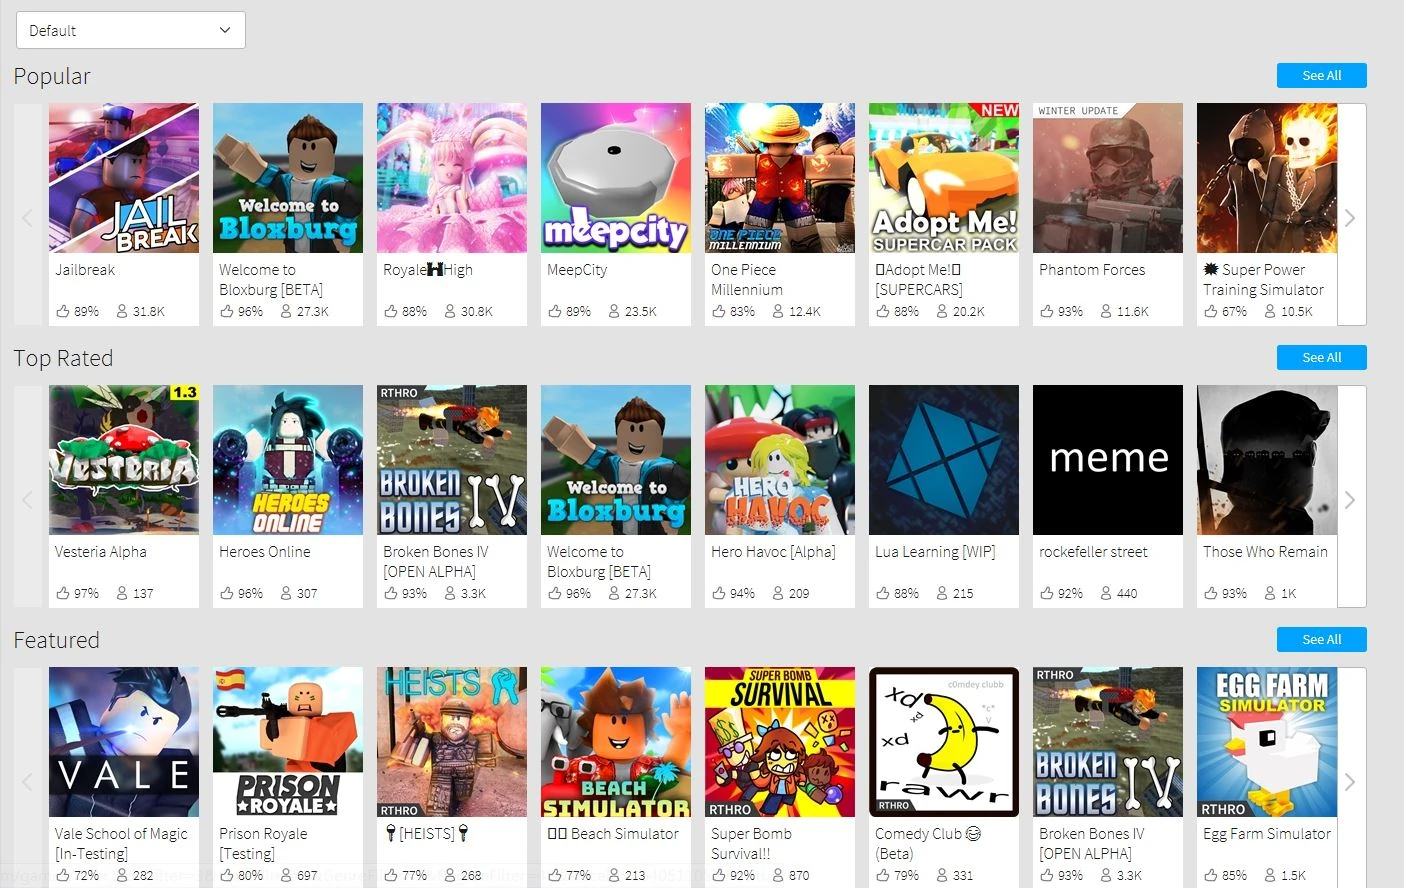 Default
Popular
See All
JAIL
BREAK
Jailbreak
89% 31.8K
Welcome to
Bloxburg
Welcome to
Bloxburg [BETA]
96% 27.3K
Royale High
88% 30.8K
meepcity
MeepCity
89% 23.5K
ONE PIECE
MILLENNIUM
One Piece
Millennium
83% 12.4K
NEW
Adopt Me!
SUPERCAR PACK
Adopt Me!
[SUPERCARS]
88% 20.2K
WINTER UPDATE
Phantom Forces
93% 11.6K
Super Power
Training Simulator
67% 10.5K
Top Rated
See All
1.3
VESTERIA
Vesteria Alpha
97% 137
HEROES
ONLINE
Heroes Online
96% 307
RTHRO
BROKEN
BONES IV
Broken Bones IV
[OPEN ALPHA]
93% 3.3K
Welcome to
Bloxburg
Welcome to
Bloxburg [BETA]
96% 27.3K
HERO
HAVOC
Hero Havoc [Alpha]
94% 209
Lua Learning [WIP]
88% 215
meme
rockefeller street
92% 440
Those Who Remain
93% 1K
Featured
See All
VALE
Vale School of Magic
[In-Testing]
72% 282
PRISON
ROYALE
Prison Royale
[Testing]
80% 697
HEISTS
RTHRO
[HEISTS]
77% 268
BEACH
SIMULATOR
Beach Simulator
77% 213
SUPER BOMB
SURVIVAL
RTHRO
Super Bomb
Survival!!
92% 870
c0mdey clubb
xd
xd
*c*
V
xd
rawr
RTHRO
Comedy Club 😂
(Beta)
79% 331
RTHRO
BROKEN
BONES IV
Broken Bones IV
[OPEN ALPHA]
93% 3.3K
EGG FARM
SIMULATOR
RTHRO
Egg Farm Simulator
85% 1.5K